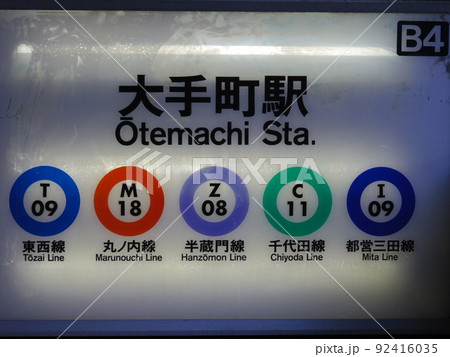 B4
大手町駅
Ōtemachi Sta.
T M Z C I
09 18 08 11 09
東西線 丸ノ内線 半蔵門線 千代田線 都営三田線
Tōzai Line Marunouchi Line Hanzōmon Line Chiyoda Line Mita Line
PIXTA
pixta.jp - 92416035